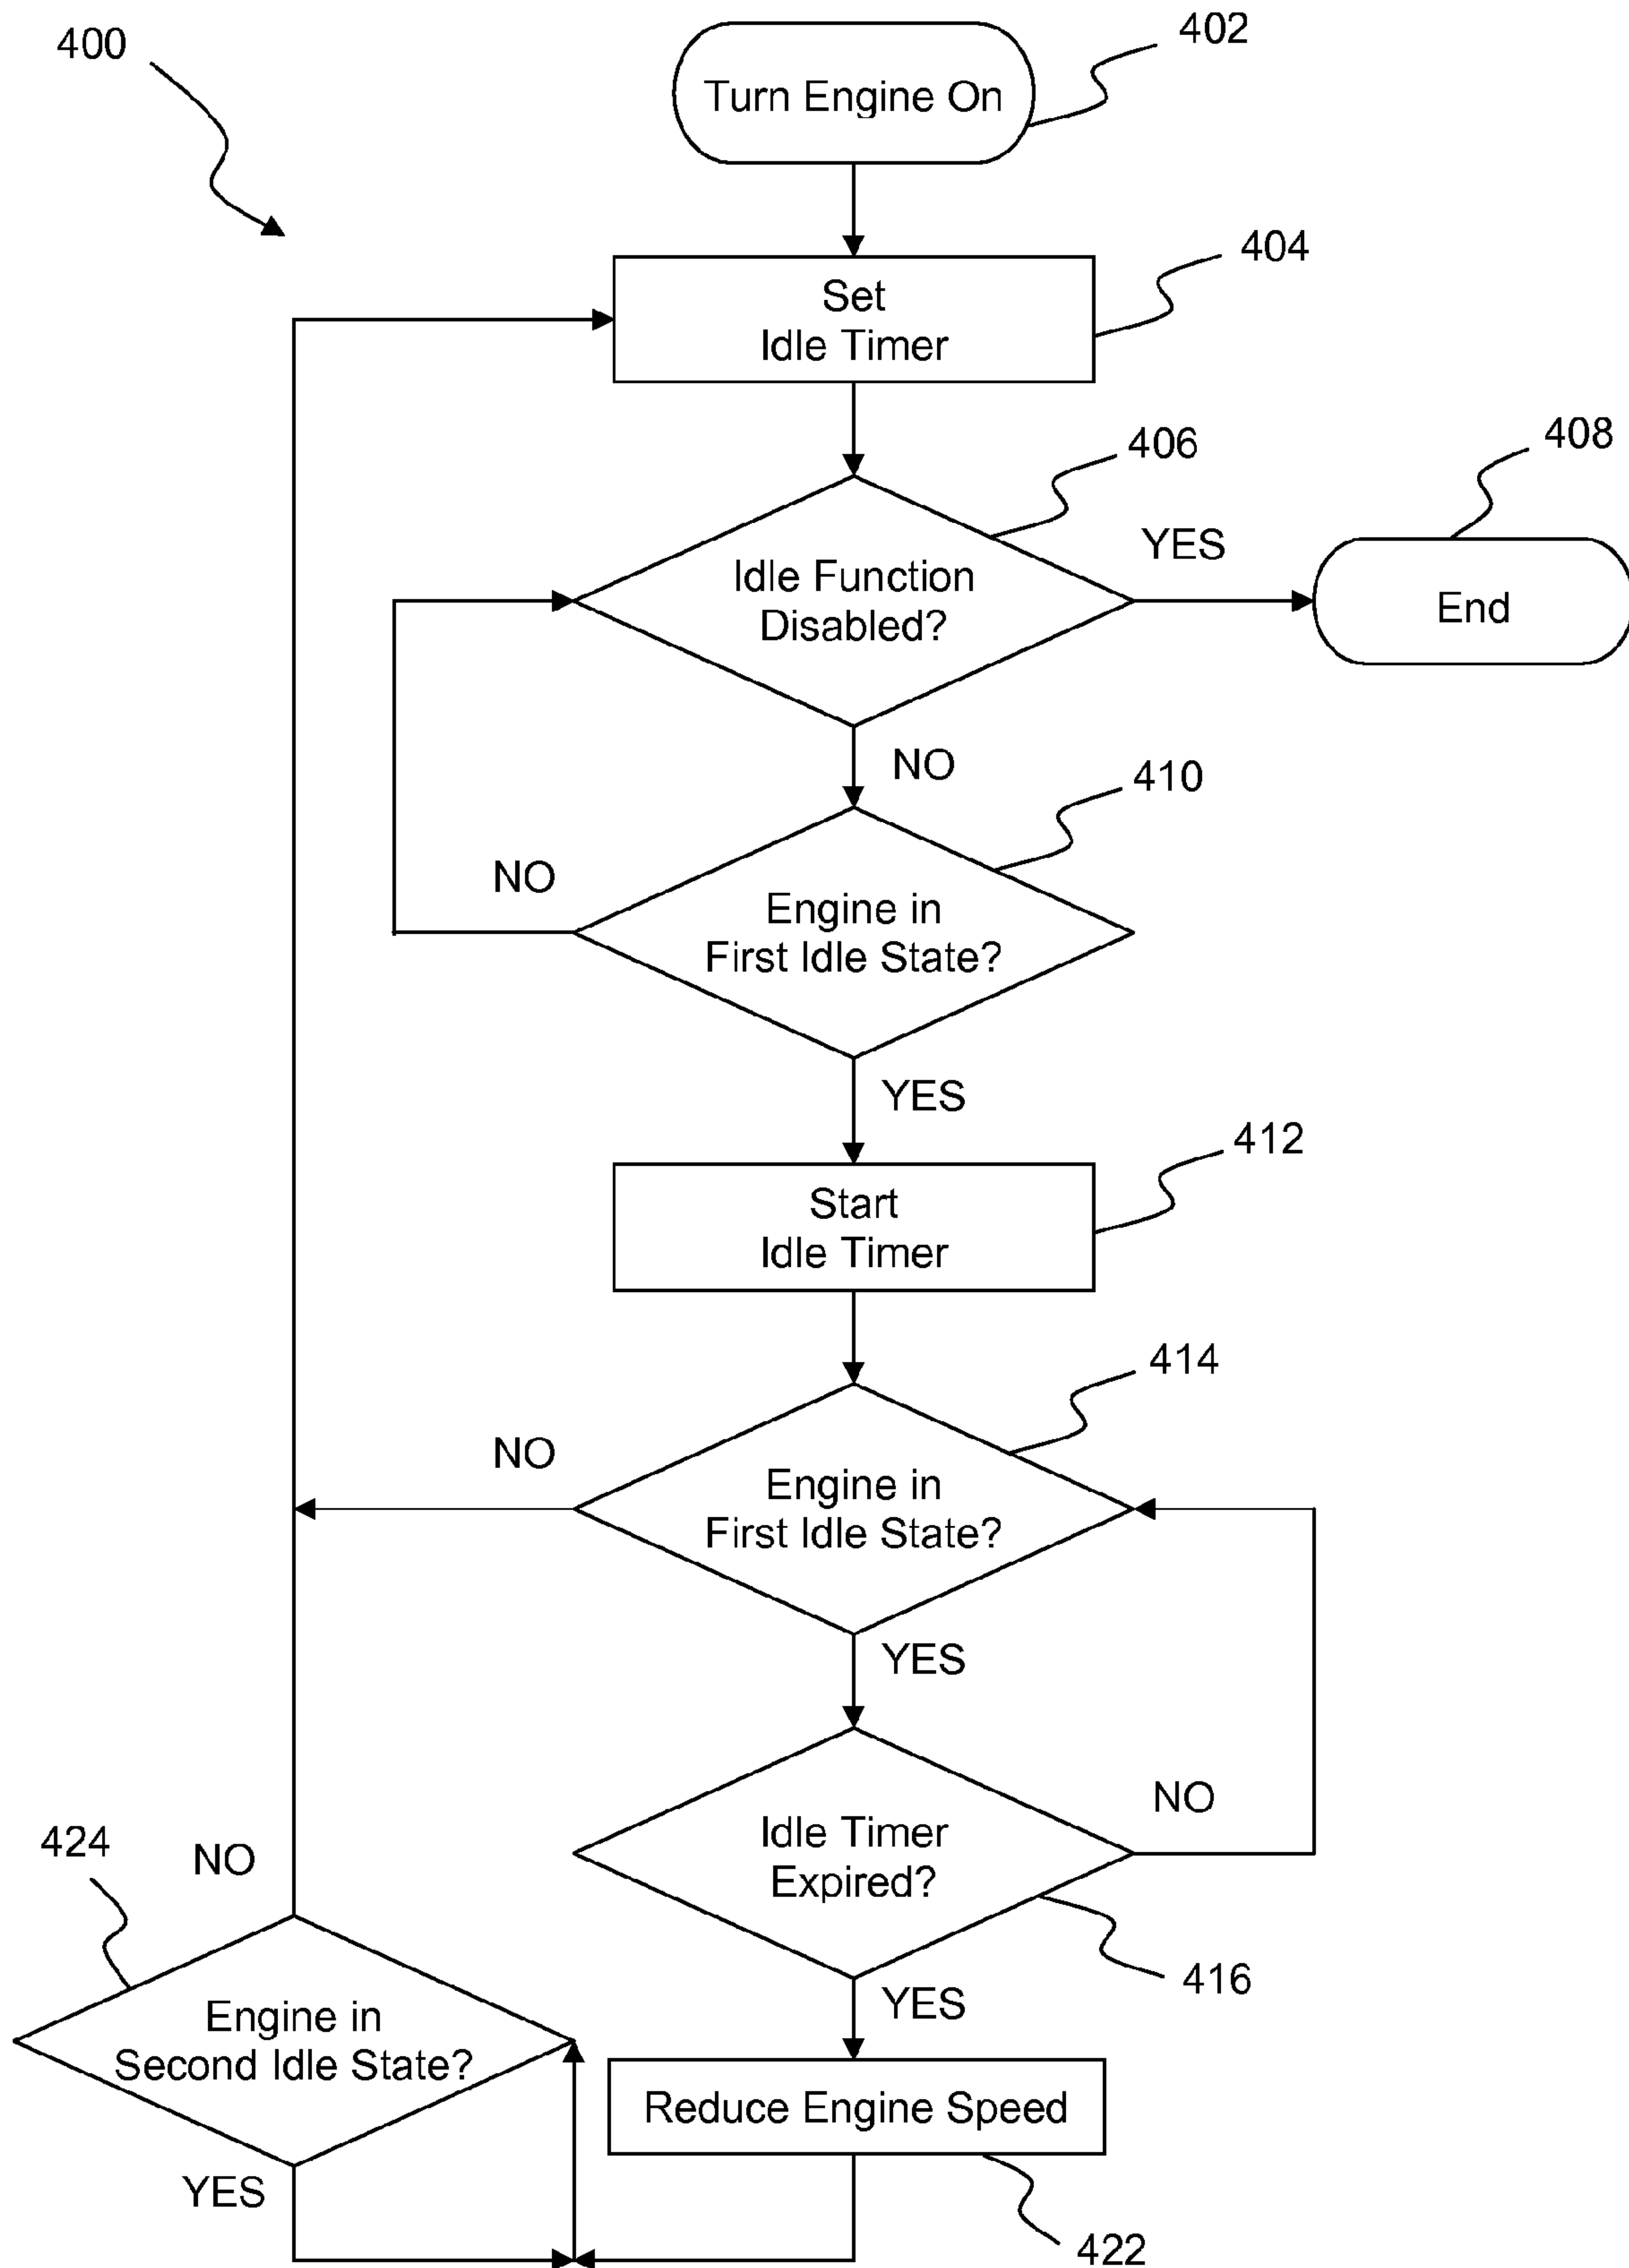 400
402
Turn Engine On
404
Set
Idle Timer
406
408
YES
Idle Function
Disabled?
End
NO
410
NO
Engine in
First Idle State?
YES
412
Start
Idle Timer
414
NO
Engine in
First Idle State?
YES
NO
Idle Timer
Expired?
424
NO
416
YES
Engine in
Second Idle State?
Reduce Engine Speed
YES
422